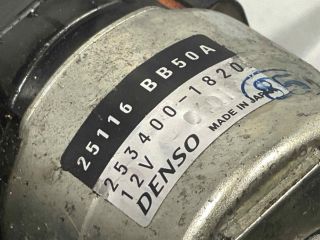 25116 BB50A
253400-1820
12V
DENSO MADE IN JAPAN